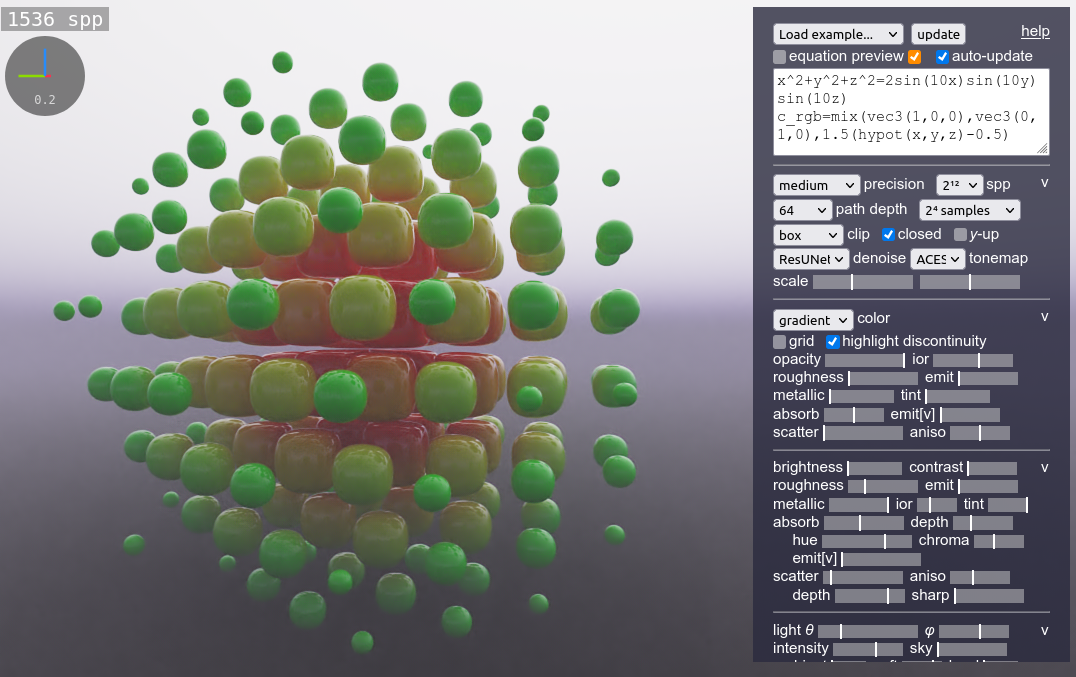 1536 spp
0.2
Load example... update help
equation preview auto-update
x^2+y^2+z^2=2sin(10x)sin(10y)
sin(10z)
c_rgb=mix(vec3(1,0,0),vec3(0,
1,0),1.5(hypot(x,y,z)-0.5)
medium precision 2¹² spp v
64 path depth 2⁴ samples
box clip closed y-up
ResUNet denoise ACES tonemap
scale
gradient color v
grid highlight discontinuity
opacity ior
roughness emit
metallic tint
absorb emit[v]
scatter aniso
brightness contrast v
roughness emit
metallic ior tint
absorb depth
hue chroma
emit[v]
scatter aniso
depth sharp
light θ φ v
intensity sky